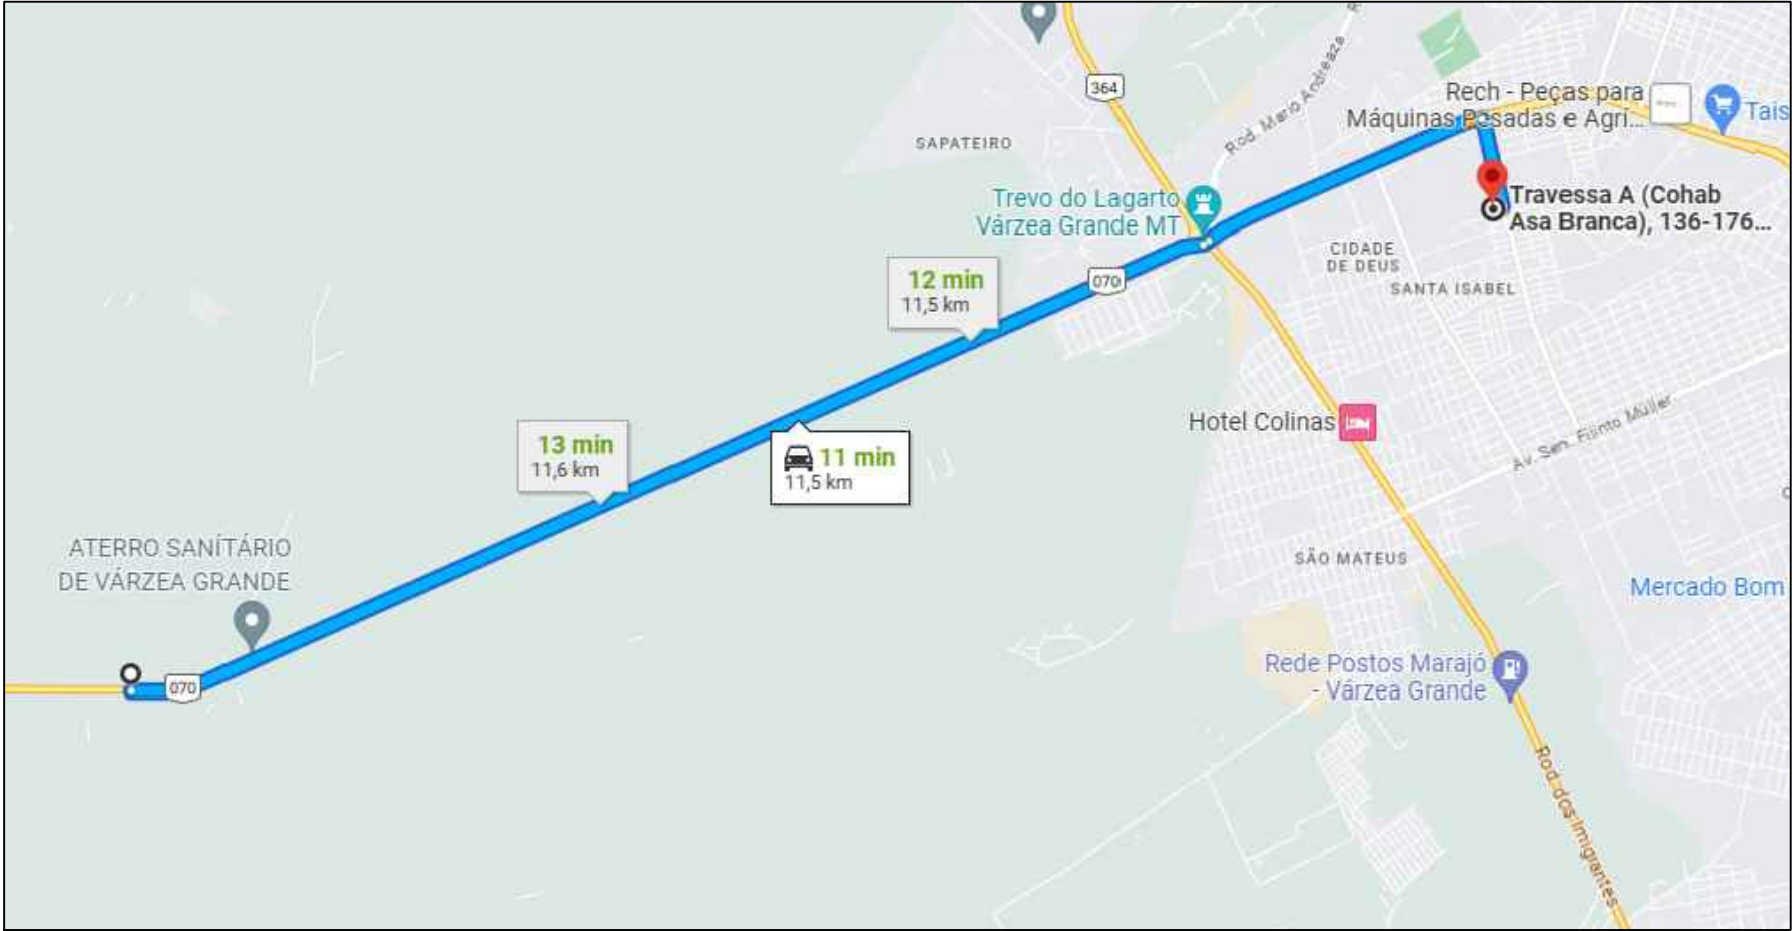 364
Rod. Mario Andreaza
R
Rech - Peças para
Máquinas Pesadas e Agrí...
Tais
SAPATEIRO
Trevo do Lagarto
Várzea Grande MT
Travessa A (Cohab
Asa Branca), 136-176...
CIDADE
DE DEUS
SANTA ISABEL
070
12 min
11,5 km
Hotel Colinas
Av. Sen. Filinto Müller
13 min
11,6 km
11 min
11,5 km
ATERRO SANÍTÁRIO
DE VÁRZEA GRANDE
SÃO MATEUS
Mercado Bom
Rede Postos Marajó
- Várzea Grande
070
Rod. dos Imigrantes